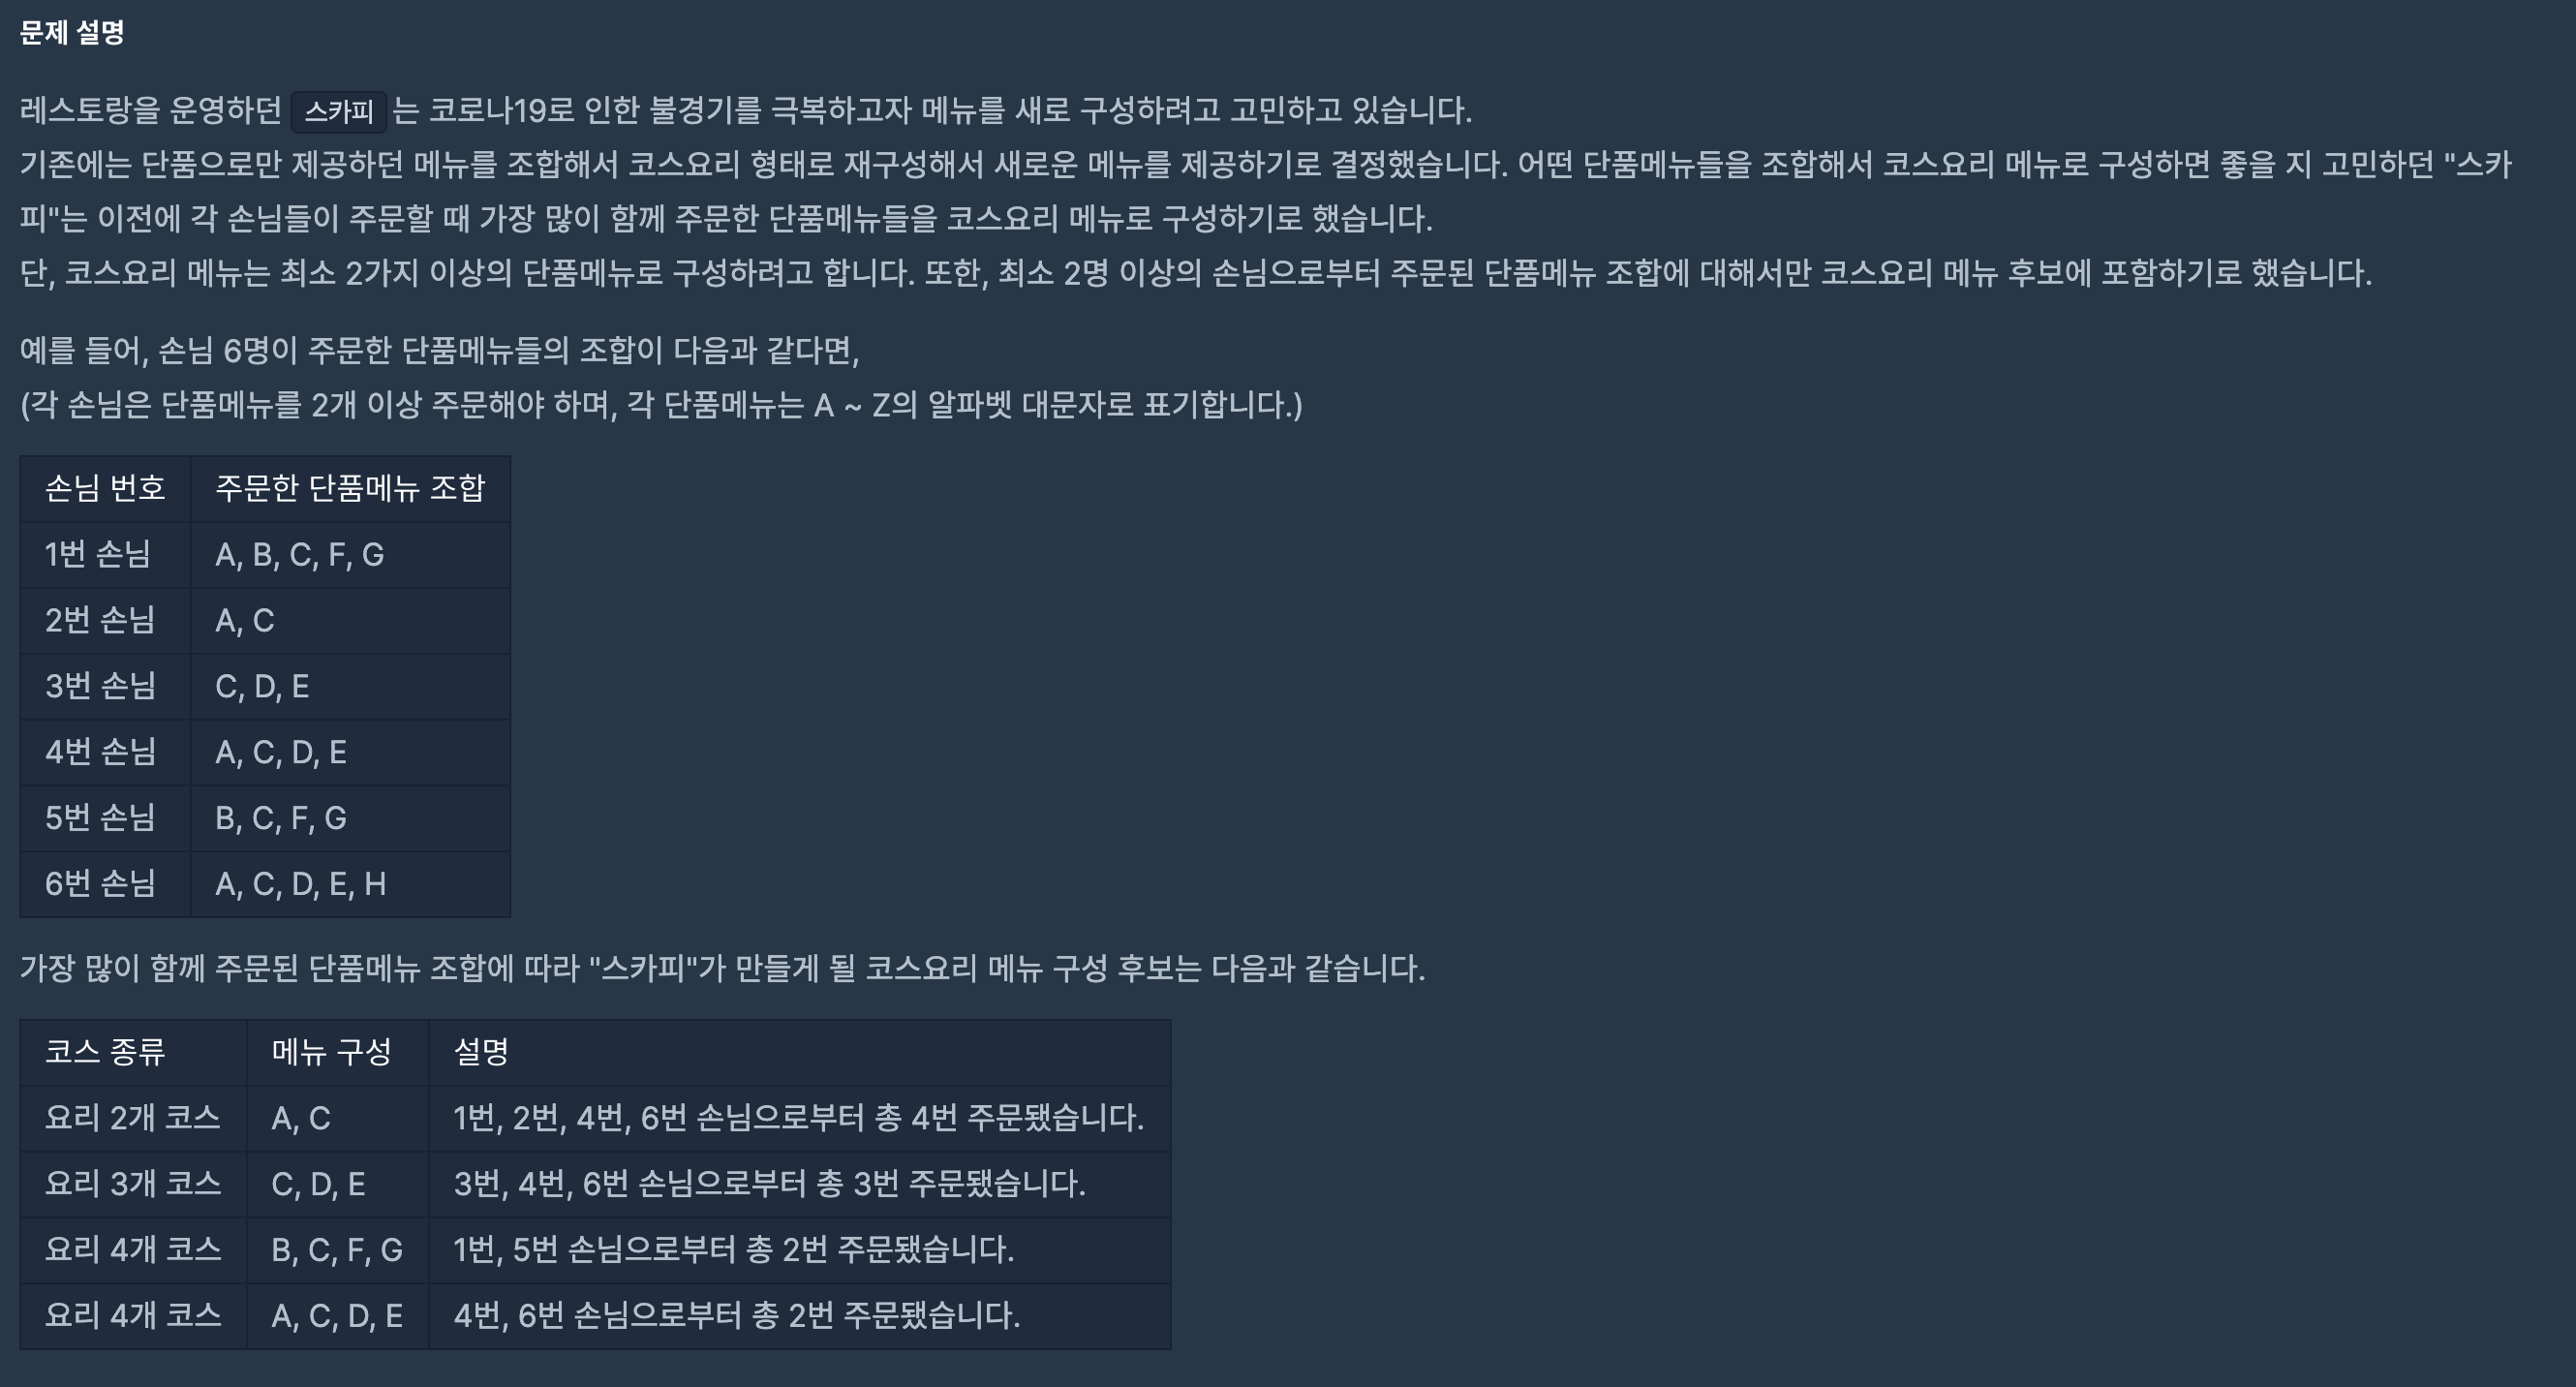 문제 설명
레스토랑을 운영하던 스카피 는 코로나19로 인한 불경기를 극복하고자 메뉴를 새로 구성하려고 고민하고 있습니다.
기존에는 단품으로만 제공하던 메뉴를 조합해서 코스요리 형태로 재구성해서 새로운 메뉴를 제공하기로 결정했습니다. 어떤 단품메뉴들을 조합해서 코스요리 메뉴로 구성하면 좋을 지 고민하던 "스카
피"는 이전에 각 손님들이 주문할 때 가장 많이 함께 주문한 단품메뉴들을 코스요리 메뉴로 구성하기로 했습니다.
단, 코스요리 메뉴는 최소 2가지 이상의 단품메뉴로 구성하려고 합니다. 또한, 최소 2명 이상의 손님으로부터 주문된 단품메뉴 조합에 대해서만 코스요리 메뉴 후보에 포함하기로 했습니다.
예를 들어, 손님 6명이 주문한 단품메뉴들의 조합이 다음과 같다면,
(각 손님은 단품메뉴를 2개 이상 주문해야 하며, 각 단품메뉴는 A ~ Z의 알파벳 대문자로 표기합니다.)
손님 번호 주문한 단품메뉴 조합
1번 손님 A, B, C, F, G
2번 손님 A, C
3번 손님 C, D, E
4번 손님 A, C, D, E
5번 손님 B, C, F, G
6번 손님 A, C, D, E, H
가장 많이 함께 주문된 단품메뉴 조합에 따라 "스카피"가 만들게 될 코스요리 메뉴 구성 후보는 다음과 같습니다.
코스 종류 메뉴 구성 설명
요리 2개 코스 A, C 1번, 2번, 4번, 6번 손님으로부터 총 4번 주문됐습니다.
요리 3개 코스 C, D, E 3번, 4번, 6번 손님으로부터 총 3번 주문됐습니다.
요리 4개 코스 B, C, F, G 1번, 5번 손님으로부터 총 2번 주문됐습니다.
요리 4개 코스 A, C, D, E 4번, 6번 손님으로부터 총 2번 주문됐습니다.